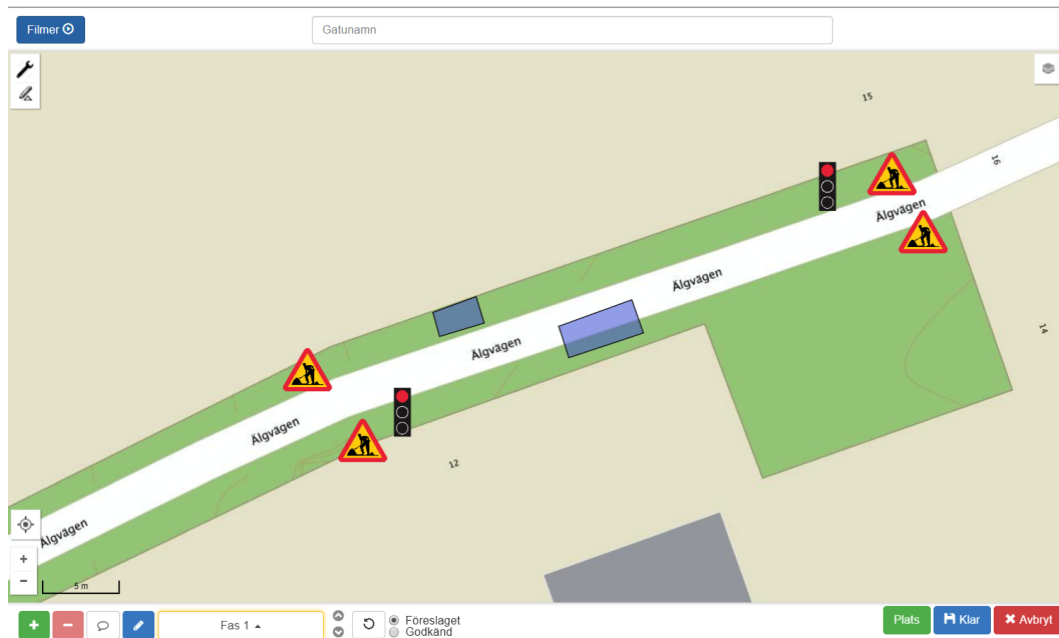 Filmer
Gatunamn
15
16
Älgvägen
Älgvägen
14
Älgvägen
Älgvägen
12
Älgvägen
+
−
5 m
+
−
Fas 1
Föreslaget
Godkänd
Plats
Klar
Avbryt